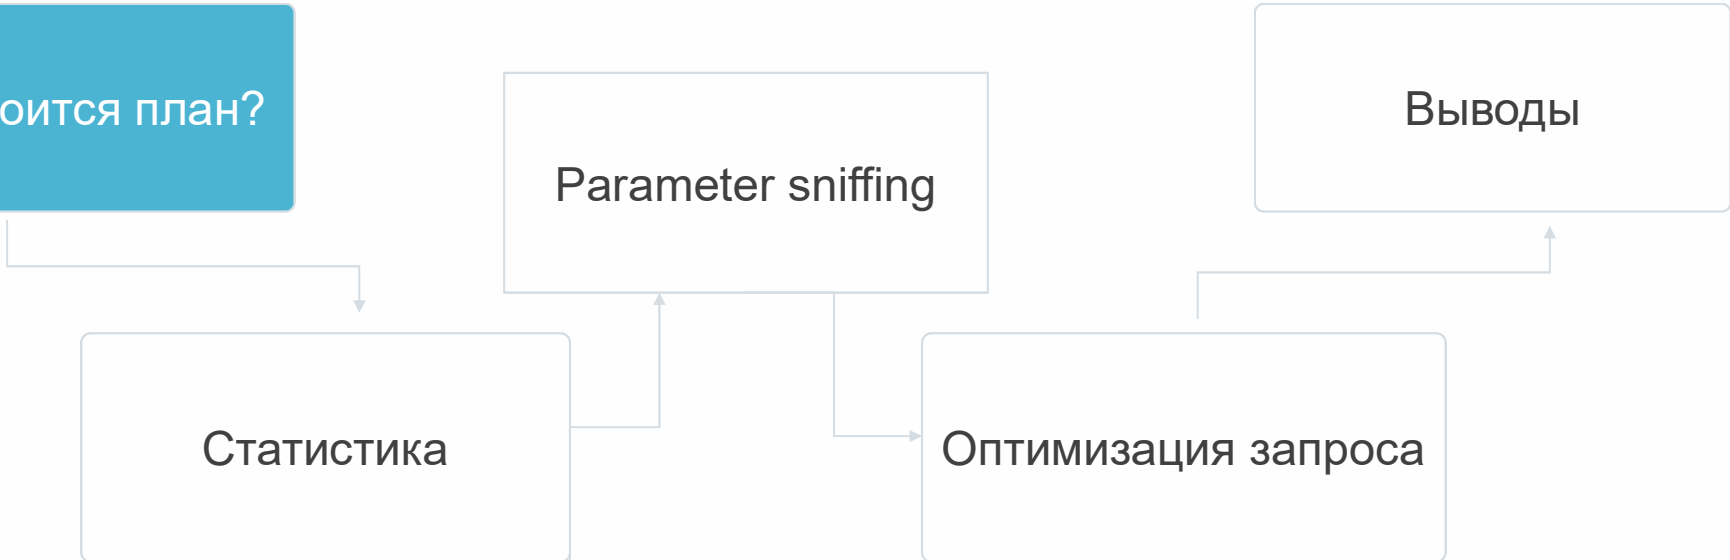 оится план?
Статистика
Parameter sniffing
Оптимизация запроса
Выводы